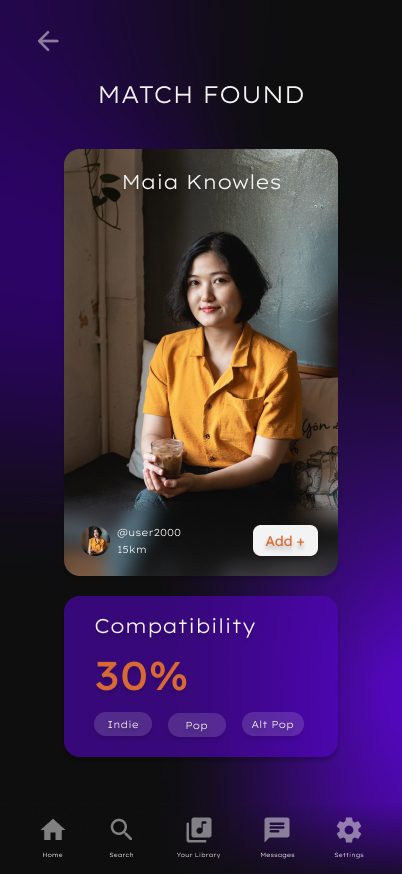 MATCH FOUND
Maia Knowles
Gön
@user2000
15km
Add +
Compatibility
30%
Indie
Pop
Alt Pop
Home
Search
Your Library
Messages
Settings